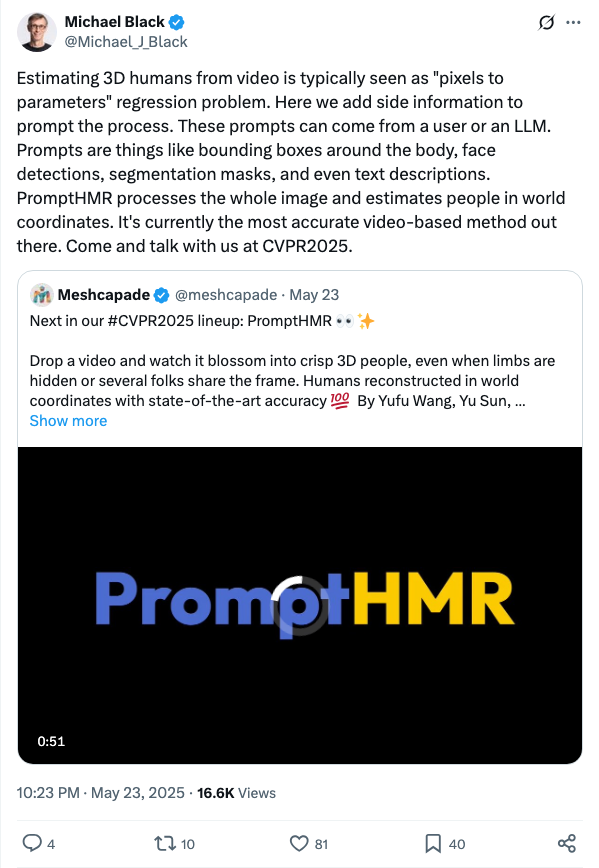 Michael Black
@Michael_J_Black
Estimating 3D humans from video is typically seen as "pixels to
parameters" regression problem. Here we add side information to
prompt the process. These prompts can come from a user or an LLM.
Prompts are things like bounding boxes around the body, face
detections, segmentation masks, and even text descriptions.
PromptHMR processes the whole image and estimates people in world
coordinates. It's currently the most accurate video-based method out
there. Come and talk with us at CVPR2025.
Meshcapade @meshcapade · May 23
Next in our #CVPR2025 lineup: PromptHMR 👀✨
Drop a video and watch it blossom into crisp 3D people, even when limbs are
hidden or several folks share the frame. Humans reconstructed in world
coordinates with state-of-the-art accuracy 💯 By Yufu Wang, Yu Sun, ...
Show more
PromptHMR
0:51
10:23 PM · May 23, 2025 · 16.6K Views
4 10 81 40